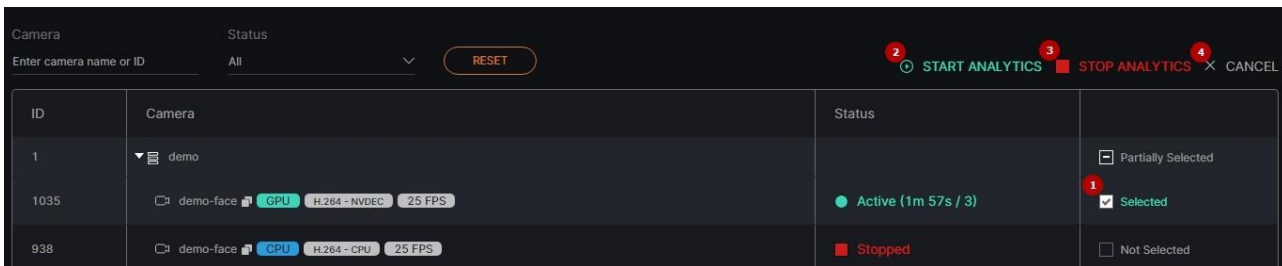 Camera Status
Enter camera name or ID All RESET 2 START ANALYTICS 3 STOP ANALYTICS 4 CANCEL
ID Camera Status
1 demo Partially Selected
1
1035 demo-face GPU H.264 - NVDEC 25 FPS Active (1m 57s / 3) Selected
938 demo-face CPU H.264 - CPU 25 FPS Stopped Not Selected